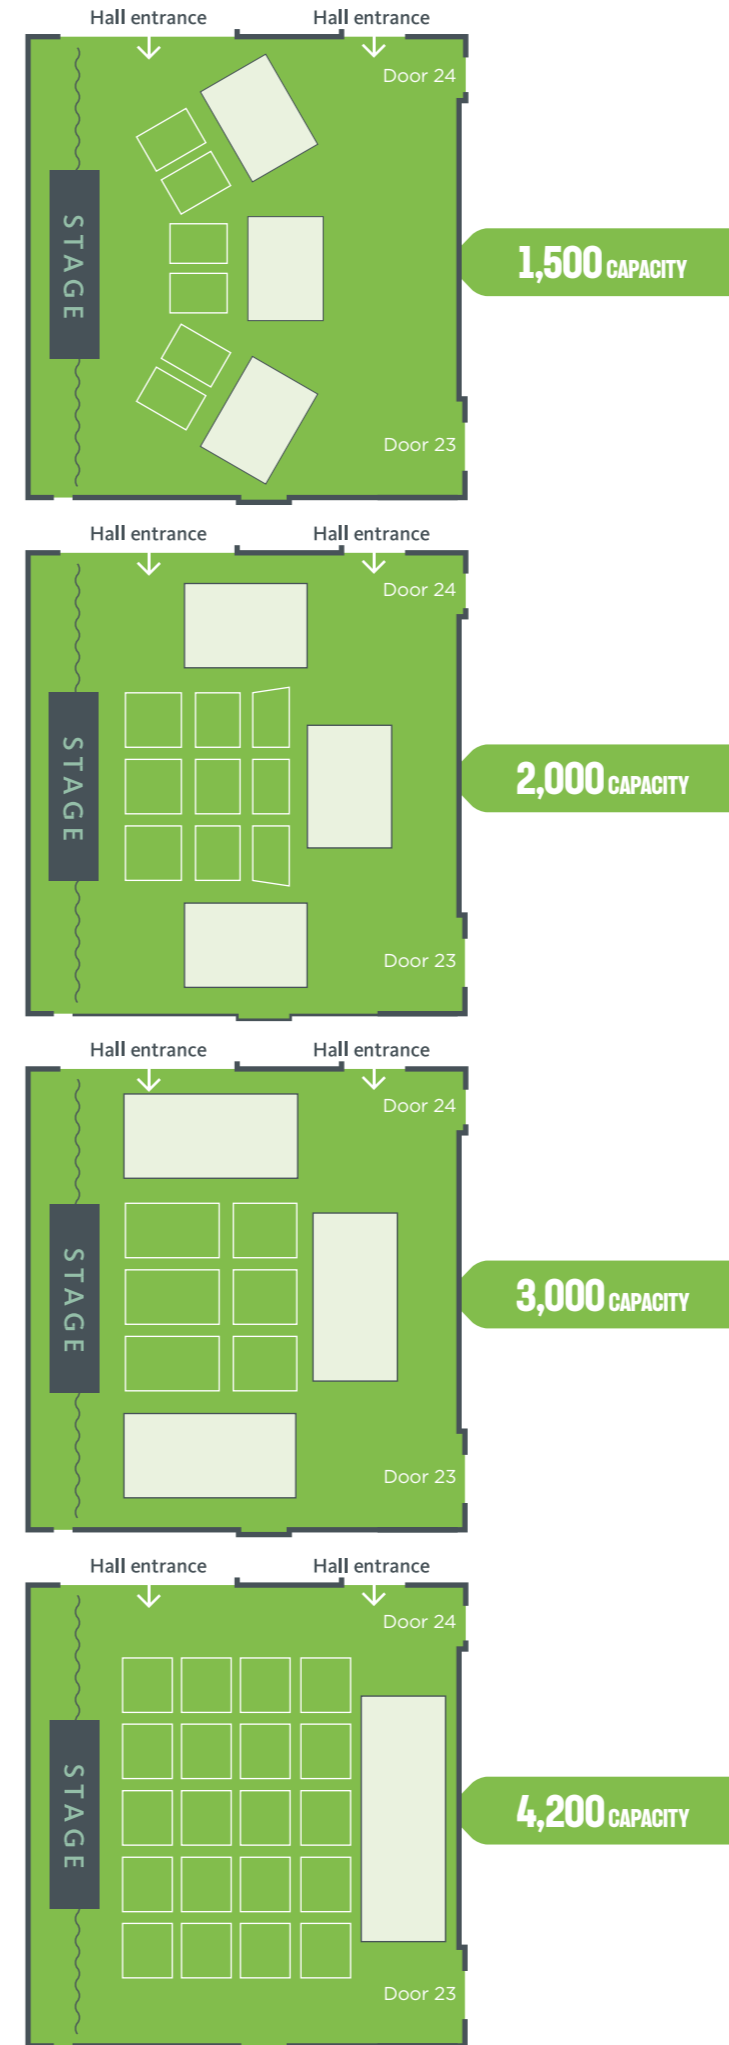 Hall entrance Hall entrance
Door 24
STAGE
1,500 CAPACITY
Door 23
Hall entrance Hall entrance
Door 24
STAGE
2,000 CAPACITY
Door 23
Hall entrance Hall entrance
Door 24
STAGE
3,000 CAPACITY
Door 23
Hall entrance Hall entrance
Door 24
STAGE
4,200 CAPACITY
Door 23